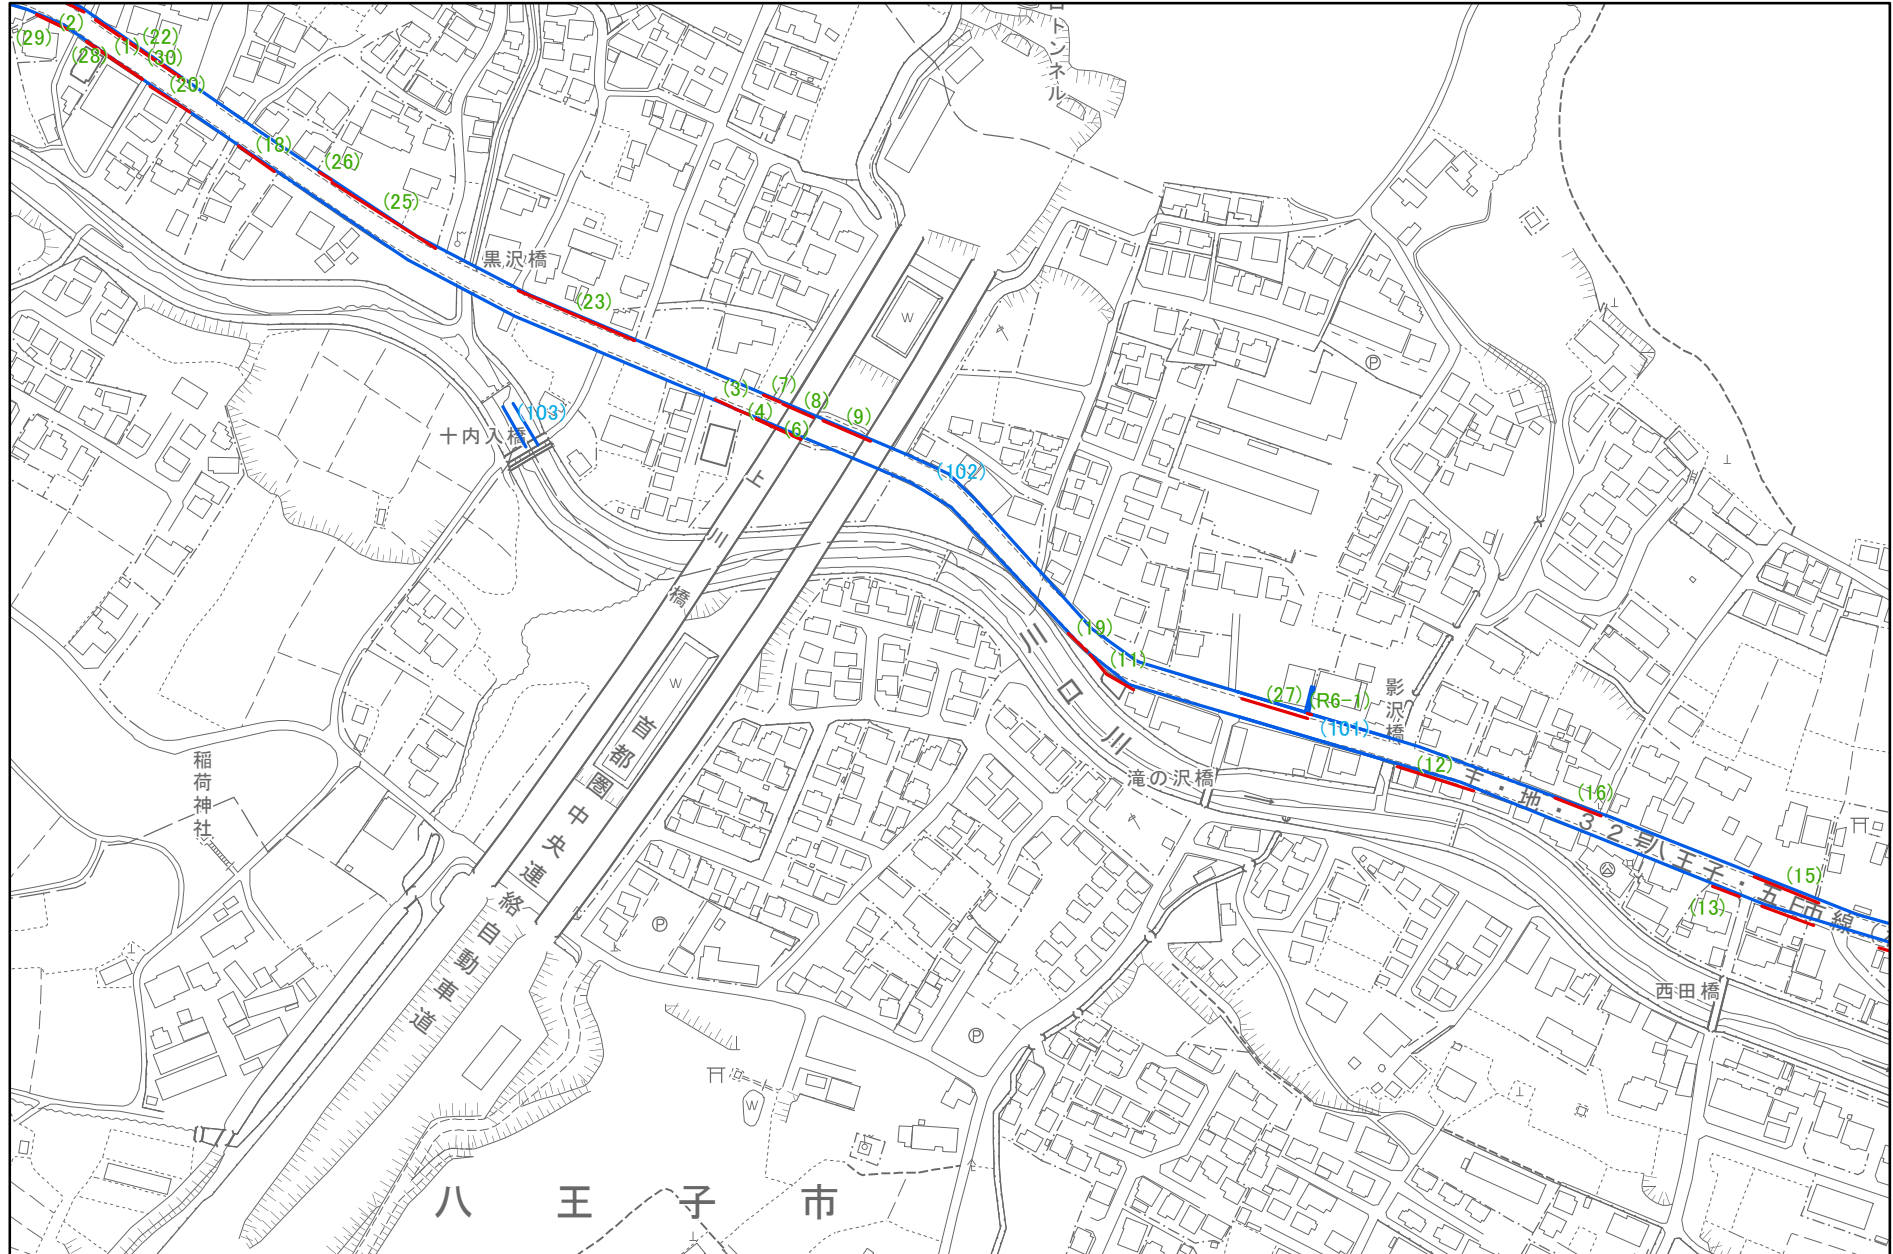 (29)
(2)
(28)
(1)
(22)
(30)
(20)
(18)
(26)
(25)
黒沢橋
(23)
トンネル
W
P
(3)
(7)
(4)
(8)
(6)
(9)
(103)
十内入橋
(102)
上川橋
川口川
(19)
(11)
(27)
(R6-1)
(101)
影沢橋
滝の沢橋
(12)
(16)
(15)
(13)
主・地・32号八王子・五日市線
W
首都圏中央連絡自動車道
稲荷神社
P
西田橋
P
W
八王子市